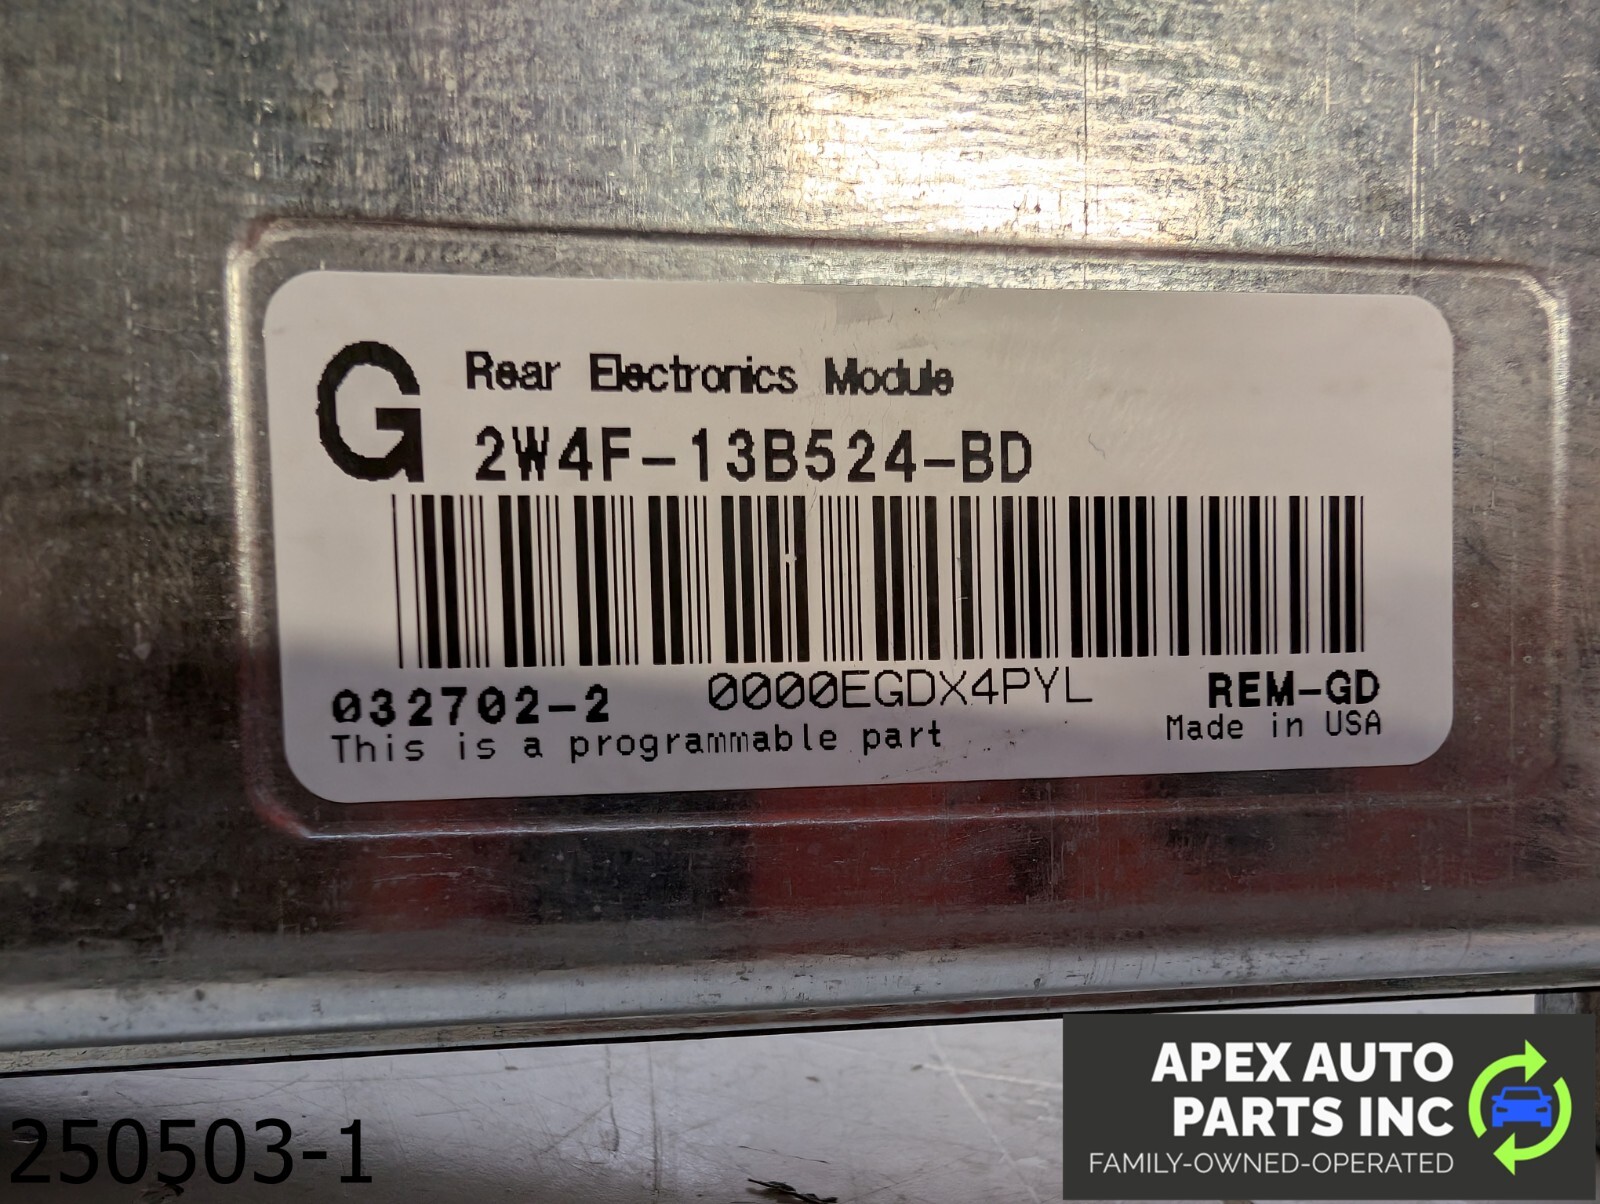 G
Rear Electronics Module
2W4F-13B524-BD
032702-2 0000EGDX4PYL REM-GD
This is a programmable part Made in USA
250503-1
APEX AUTO
PARTS INC
FAMILY-OWNED-OPERATED